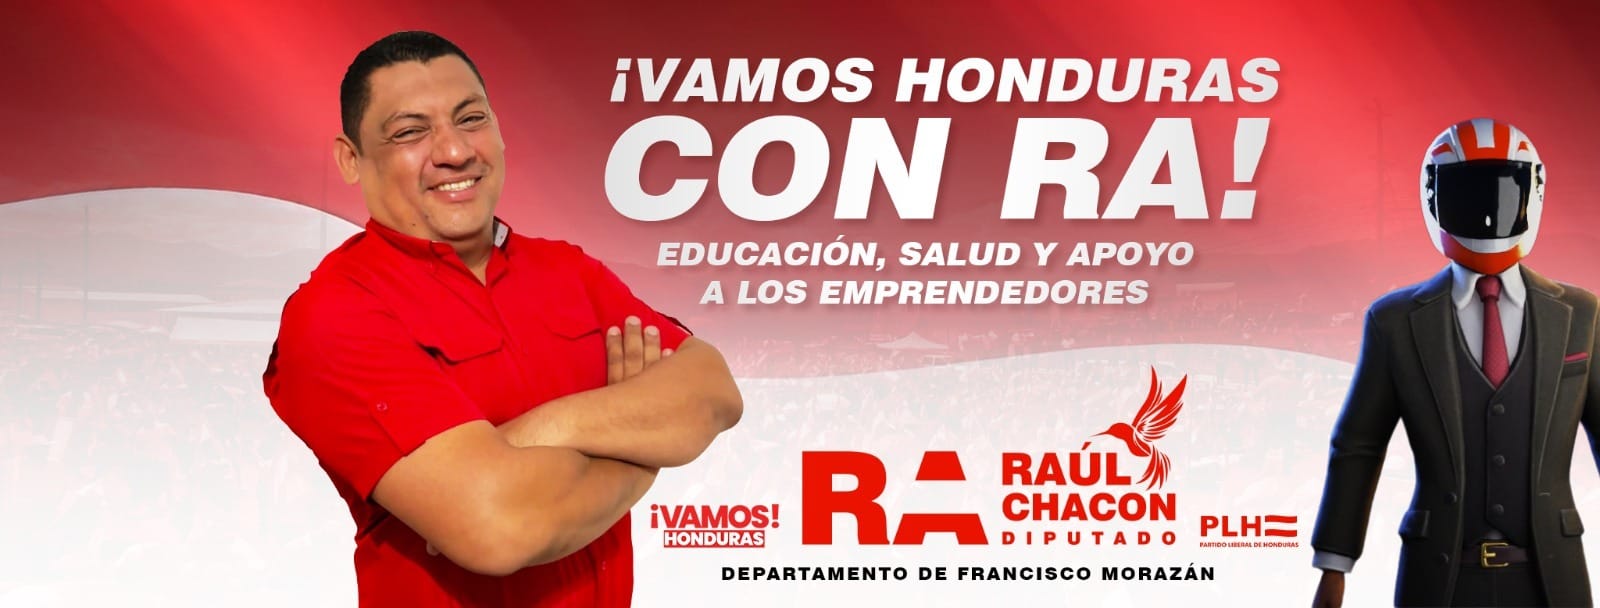 ¡VAMOS HONDURAS
CON RA!
EDUCACIÓN, SALUD Y APOYO
A LOS EMPRENDEDORES
¡VAMOS!
HONDURAS
RA
RAÚL
CHACON
DIPUTADO
PLH
PARTIDO LIBERAL DE HONDURAS
DEPARTAMENTO DE FRANCISCO MORAZÁN